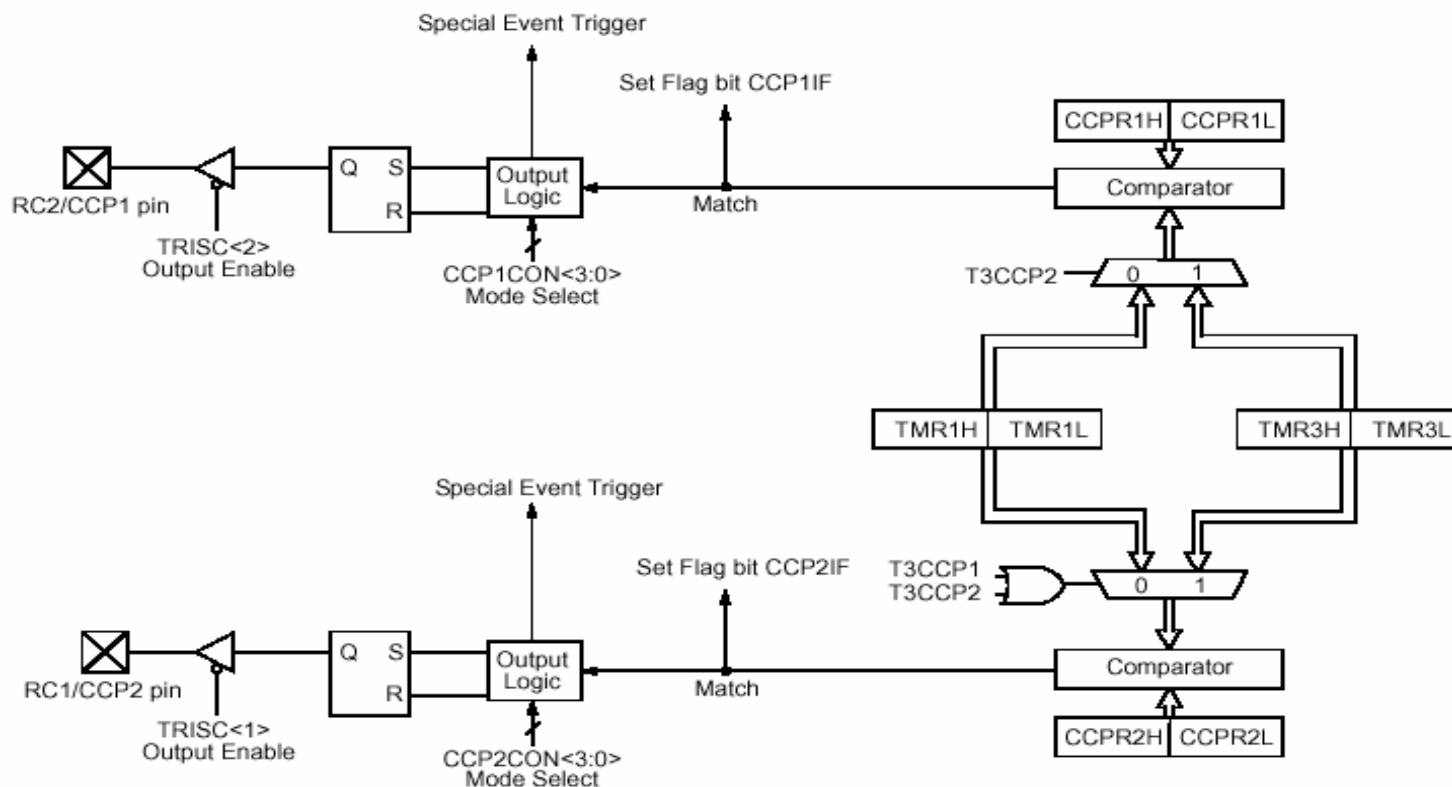 Special Event Trigger
Set Flag bit CCP1IF
CCPR1H CCPR1L
Q S
R
Output
Logic
Comparator
RC2/CCP1 pin
Match
TRISC<2>
Output Enable
CCP1CON<3:0>
Mode Select
T3CCP2
0 1
TMR1H TMR1L
TMR3H TMR3L
Special Event Trigger
Set Flag bit CCP2IF
T3CCP1
T3CCP2
0 1
Q S
R
Output
Logic
Comparator
RC1/CCP2 pin
Match
TRISC<1>
Output Enable
CCP2CON<3:0>
Mode Select
CCPR2H CCPR2L